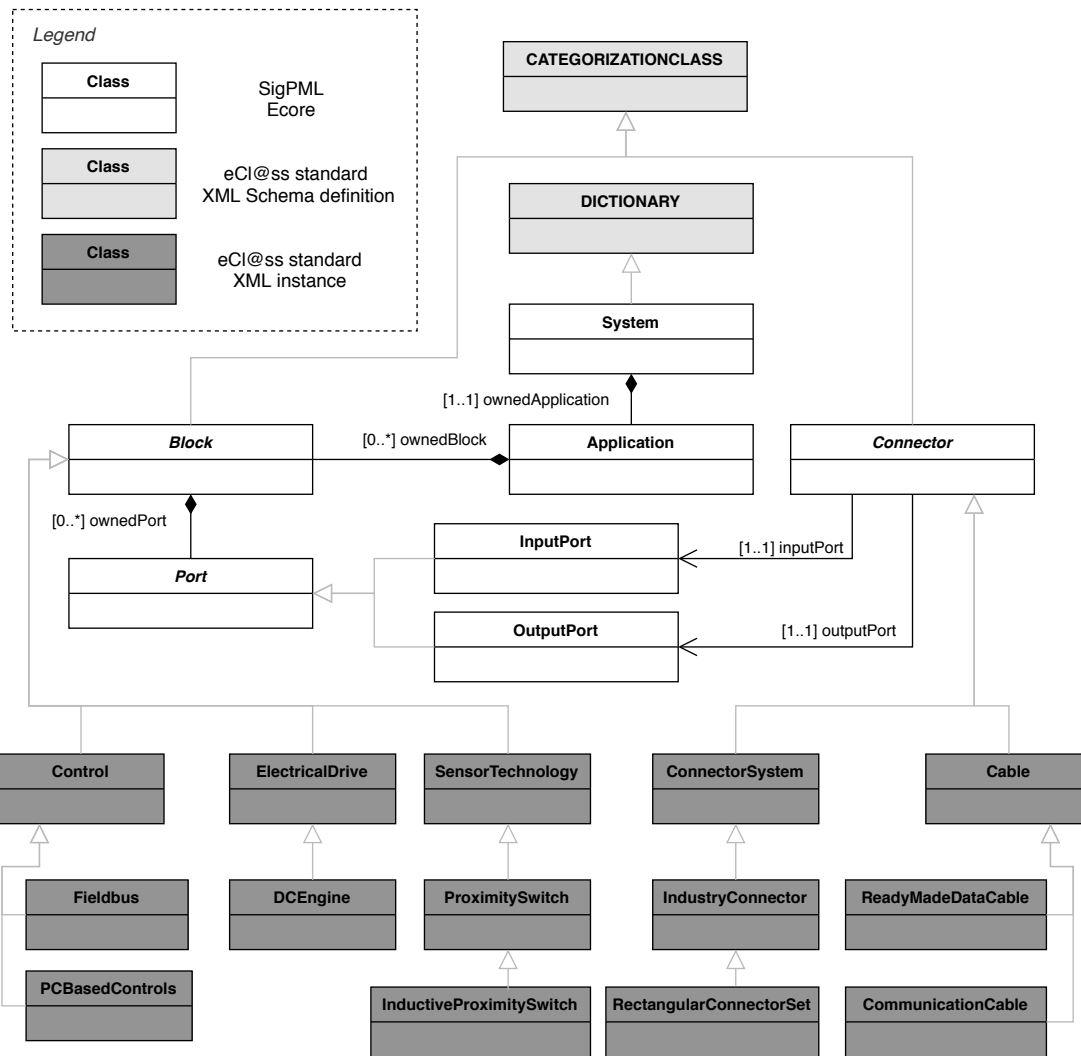 Legend
Class
SigPML
Ecore
Class
eCl@ss standard
XML Schema definition
Class
eCl@ss standard
XML instance
CATEGORIZATIONCLASS
DICTIONARY
System
[1..1] ownedApplication
Block
[0..*] ownedBlock
Application
Connector
[0..*] ownedPort
InputPort
[1..1] inputPort
Port
OutputPort
[1..1] outputPort
Control
ElectricalDrive
SensorTechnology
ConnectorSystem
Cable
Fieldbus
DCEngine
ProximitySwitch
IndustryConnector
ReadyMadeDataCable
PCBasedControls
InductiveProximitySwitch
RectangularConnectorSet
CommunicationCable